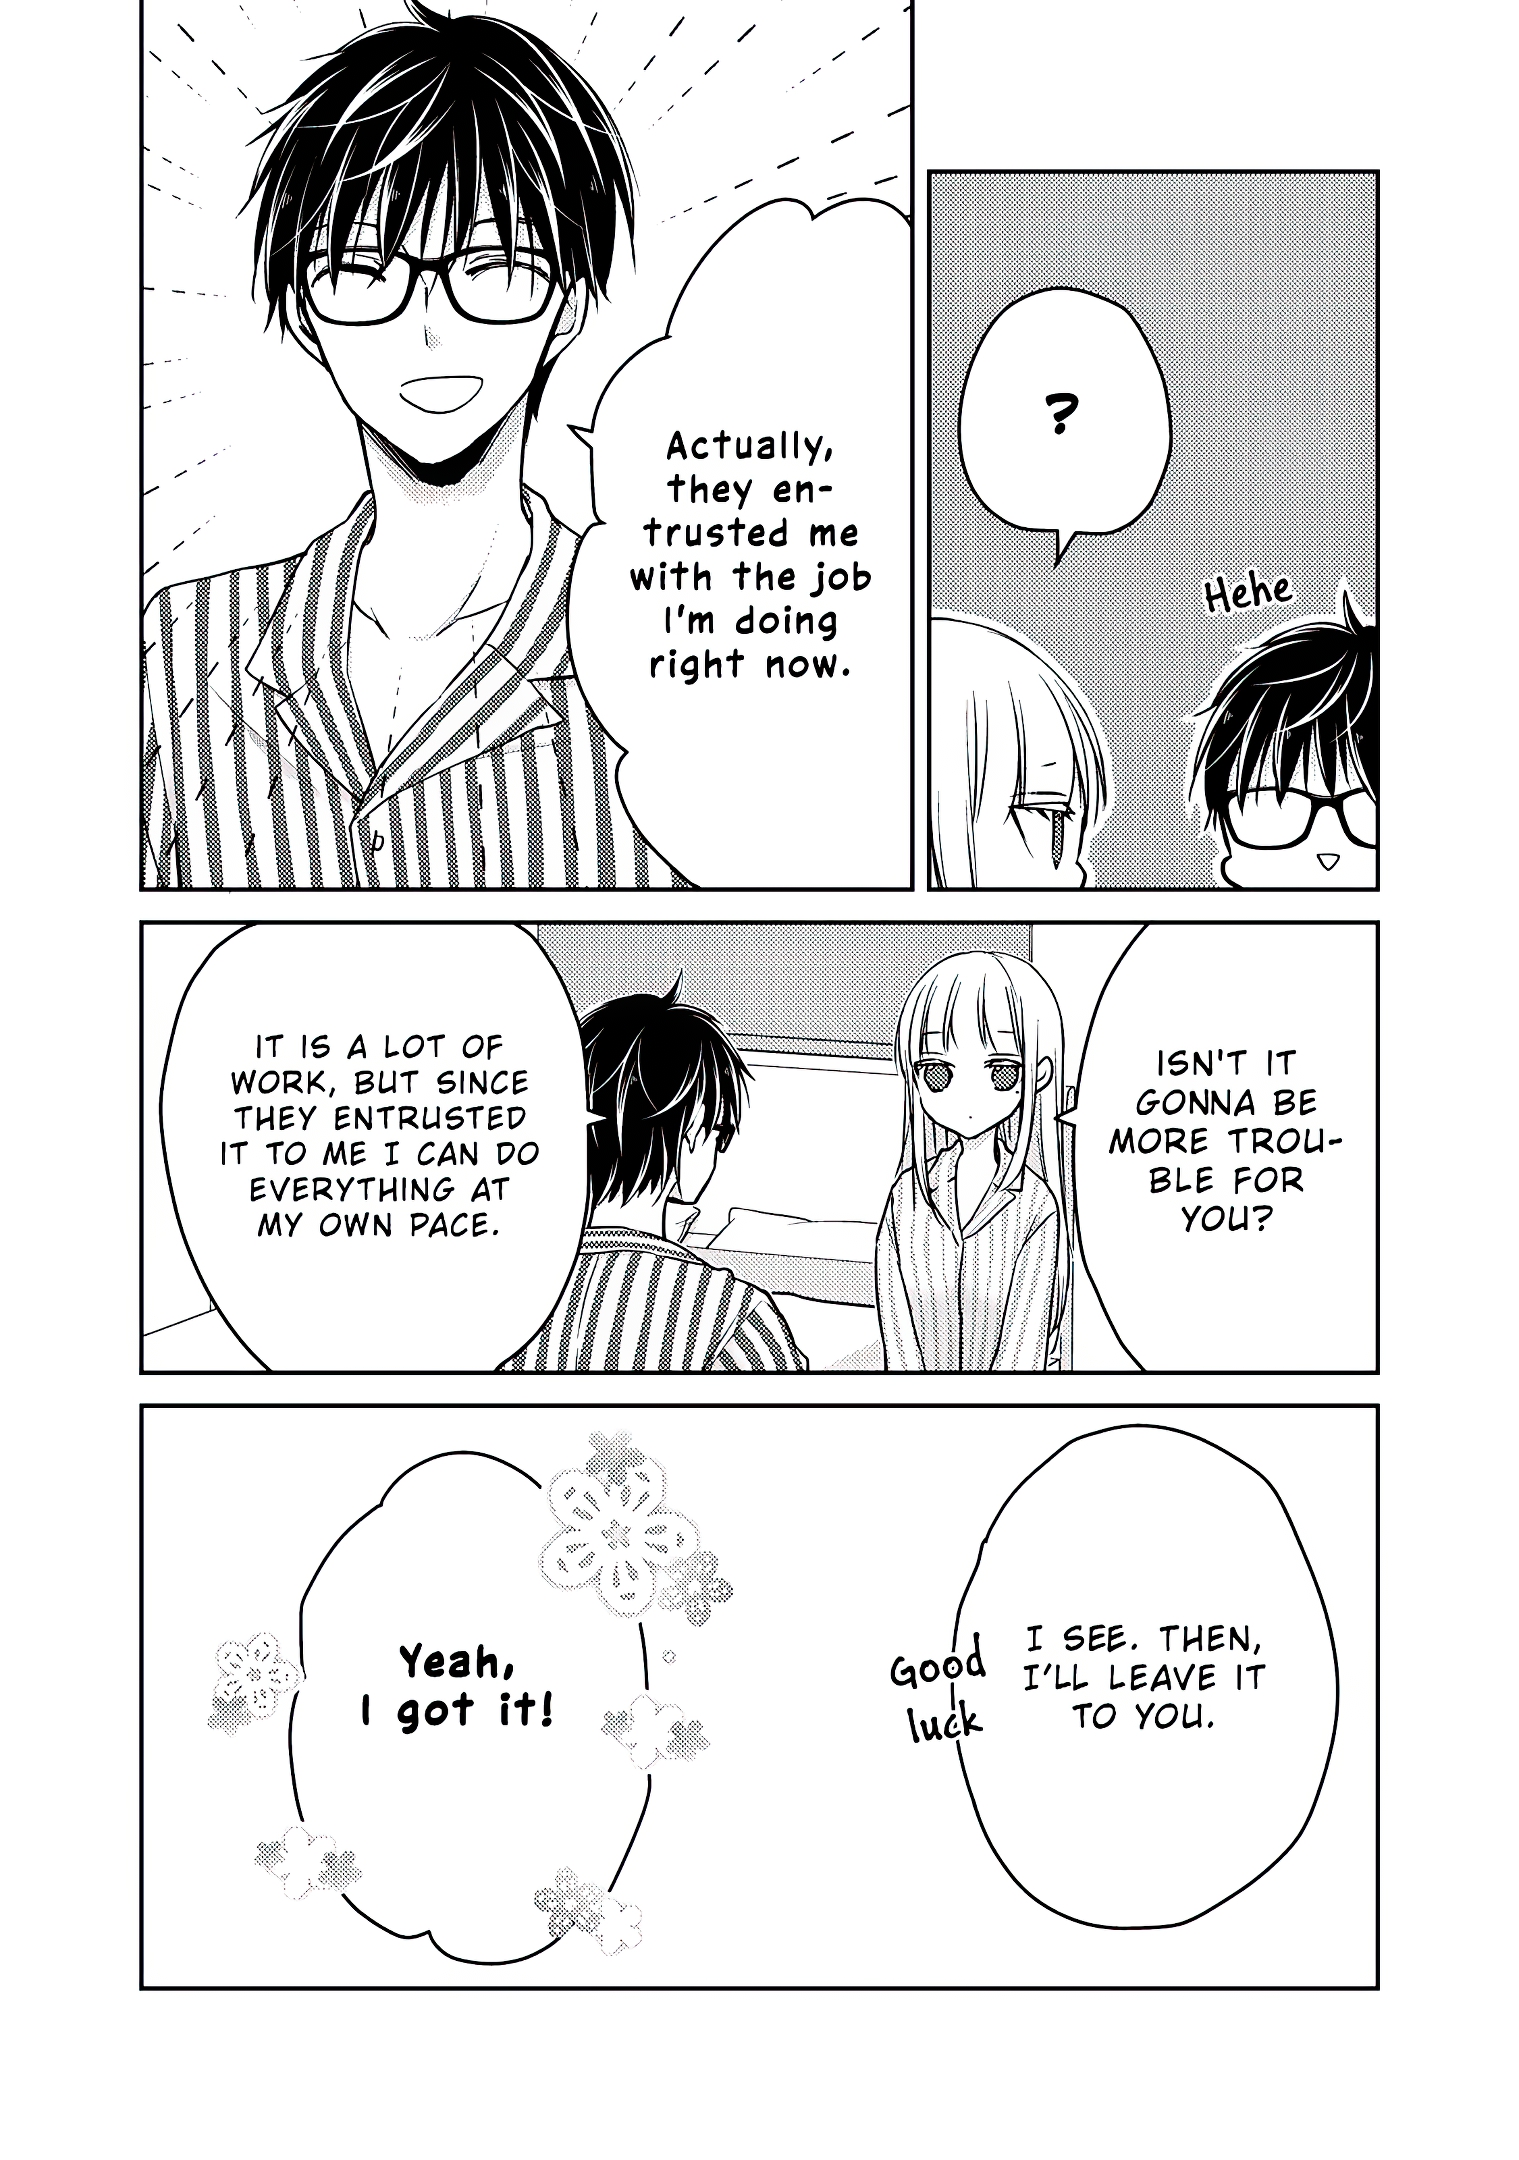 ?
Hehe
Actually,
they en-
trusted me
with the job
I'm doing
right now.
ISN'T IT
GONNA BE
MORE TROU-
BLE FOR
YOU?
IT IS A LOT OF
WORK, BUT SINCE
THEY ENTRUSTED
IT TO ME I CAN DO
EVERYTHING AT
MY OWN PACE.
I SEE. THEN,
I'LL LEAVE IT
TO YOU.
Good
luck
Yeah,
I got it!